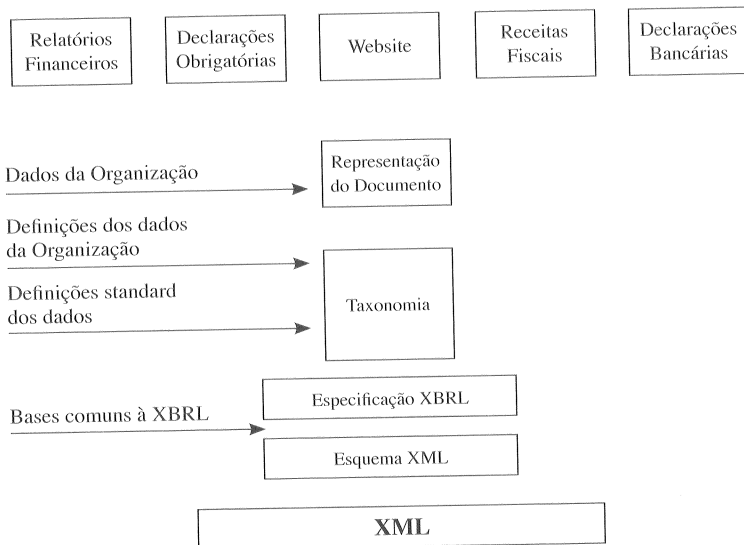 Relatórios
Financeiros
Declarações
Obrigatórias
Website
Receitas
Fiscais
Declarações
Bancárias
Dados da Organização
Representação
do Documento
Definições dos dados
da Organização
Definições standard
dos dados
Taxonomia
Bases comuns à XBRL
Especificação XBRL
Esquema XML
XML